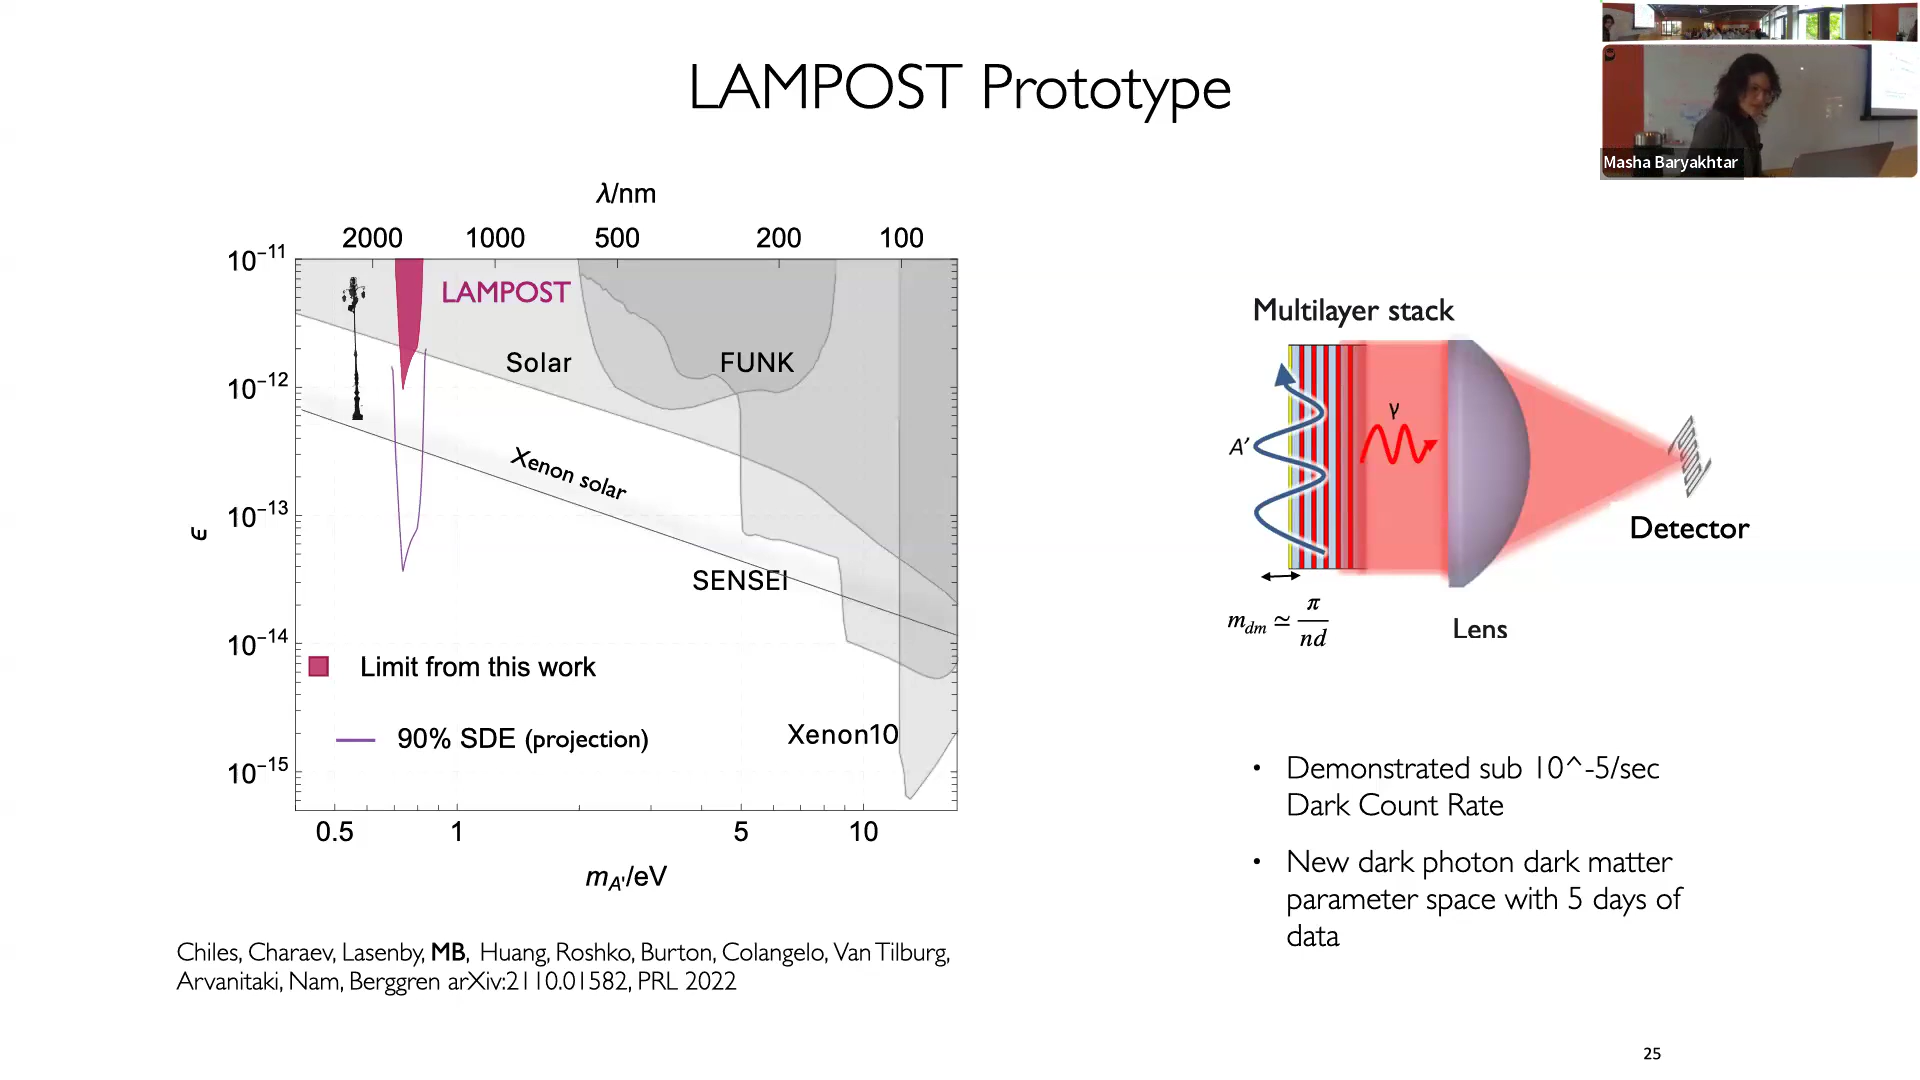 LAMPOST Prototype
Masha Baryakhtar
λ/nm
2000 1000 500 200 100
10⁻¹¹
10⁻¹²
10⁻¹³
10⁻¹⁴
10⁻¹⁵
ϵ
LAMPOST
Solar
FUNK
Xenon solar
SENSEI
Limit from this work
Xenon10
90% SDE (projection)
0.5 1 5 10
m_A'/eV
Multilayer stack
γ
A′
Detector
m_dm ≃ π/nd
Lens
• Demonstrated sub 10^-5/sec
Dark Count Rate
• New dark photon dark matter
parameter space with 5 days of
data
Chiles, Charaev, Lasenby, MB, Huang, Roshko, Burton, Colangelo, Van Tilburg,
Arvanitaki, Nam, Berggren arXiv:2110.01582, PRL 2022
25